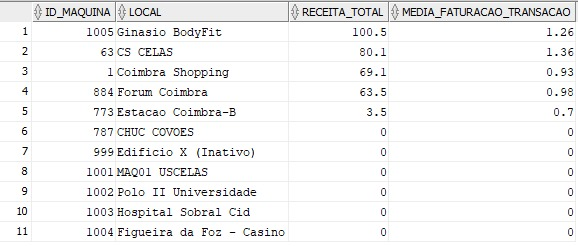 ID_MAQUINA LOCAL RECEITA_TOTAL MEDIA_FATURACAO_TRANSACAO
1 1005 Ginasio BodyFit 100.5 1.26
2 63 CS CELAS 80.1 1.36
3 1 Coimbra Shopping 69.1 0.93
4 884 Forum Coimbra 63.5 0.98
5 773 Estacao Coimbra-B 3.5 0.7
6 787 CHUC COVOES 0 0
7 999 Edificio X (Inativo) 0 0
8 1001 MAQ01 USCELAS 0 0
9 1002 Polo II Universidade 0 0
10 1003 Hospital Sobral Cid 0 0
11 1004 Figueira da Foz - Casino 0 0